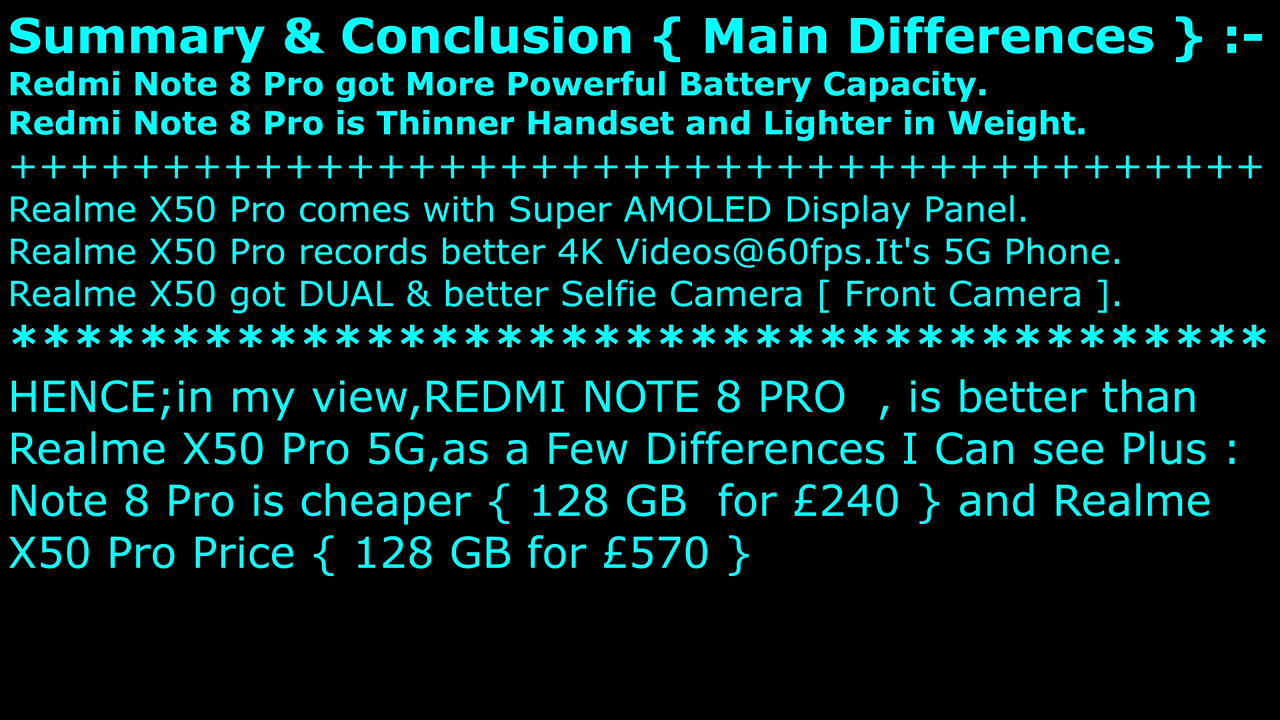 Summary & Conclusion { Main Differences } :-
Redmi Note 8 Pro got More Powerful Battery Capacity.
Redmi Note 8 Pro is Thinner Handset and Lighter in Weight.
+++++++++++++++++++++++++++++++++++++++++
Realme X50 Pro comes with Super AMOLED Display Panel.
Realme X50 Pro records better 4K Videos@60fps.It's 5G Phone.
Realme X50 got DUAL & better Selfie Camera [ Front Camera ].
***************************************
HENCE;in my view,REDMI NOTE 8 PRO  , is better than
Realme X50 Pro 5G,as a Few Differences I Can see Plus :
Note 8 Pro is cheaper { 128 GB  for £240 } and Realme
X50 Pro Price { 128 GB for £570 }